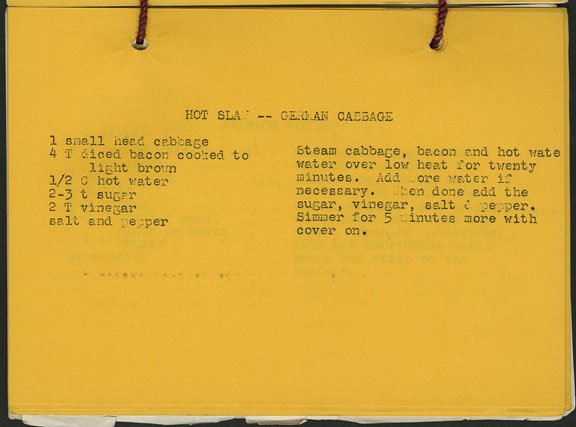 HOT SLAW -- GERMAN CABBAGE
1 small head cabbage
4 T diced bacon cooked to
light brown
1/2 C hot water
2-3 t sugar
2 T vinegar
salt and pepper
Steam cabbage, bacon and hot wate
water over low heat for twenty
minutes. Add more water if
necessary. When done add the
sugar, vinegar, salt & pepper.
Simmer for 5 minutes more with
cover on.